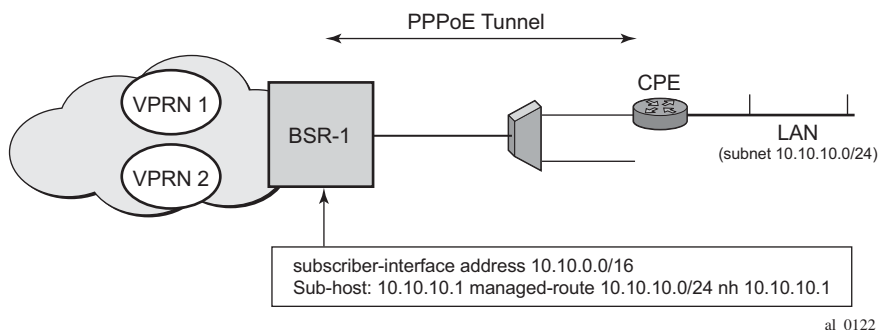 PPPoE Tunnel
CPE
VPRN 1
BSR-1
VPRN 2
LAN
(subnet 10.10.10.0/24)
subscriber-interface address 10.10.0.0/16
Sub-host: 10.10.10.1 managed-route 10.10.10.0/24 nh 10.10.10.1
al_0122